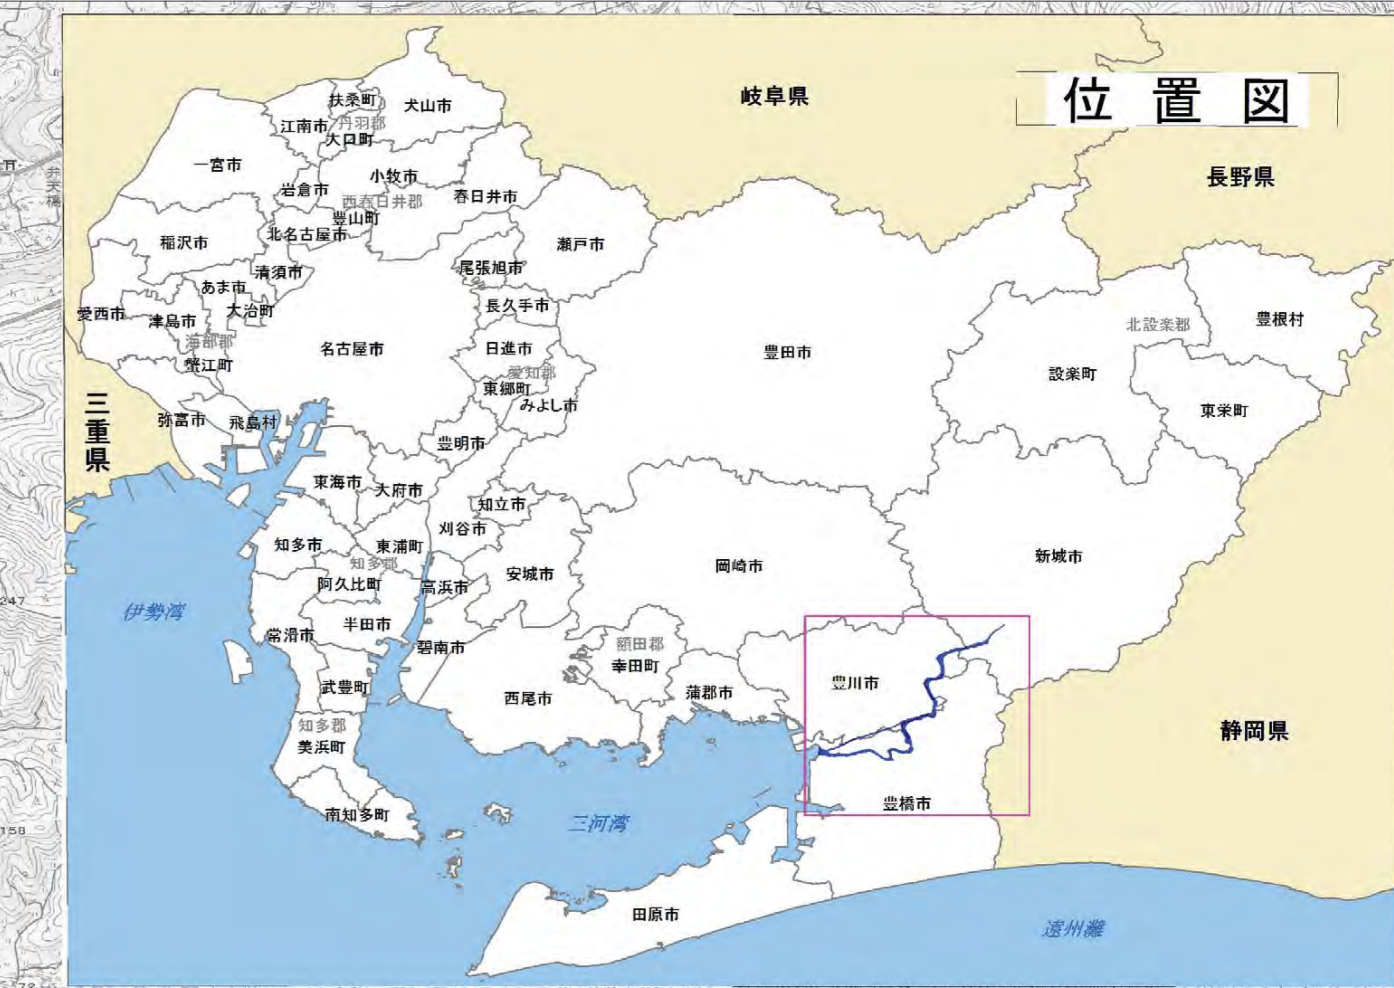 位置図
岐阜県
長野県
扶桑町
犬山市
江南市
丹羽郡
大口町
一宮市
小牧市
岩倉市
春日井市
西春日井郡
豊山町
北名古屋市
稲沢市
瀬戸市
尾張旭市
清須市
あま市
長久手市
大治町
愛西市
津島市
海部郡
蟹江町
名古屋市
日進市
愛知郡
東郷町
みよし市
豊田市
北設楽郡
豊根村
設楽町
東栄町
三重県
弥富市
飛島村
豊明市
東海市
大府市
知立市
刈谷市
知多市
東浦町
知多郡
阿久比町
高浜市
安城市
岡崎市
新城市
伊勢湾
常滑市
半田市
碧南市
額田郡
幸田町
武豊町
西尾市
蒲郡市
豊川市
知多郡
美浜町
静岡県
南知多町
三河湾
豊橋市
田原市
遠州灘
弁天橋
247
158